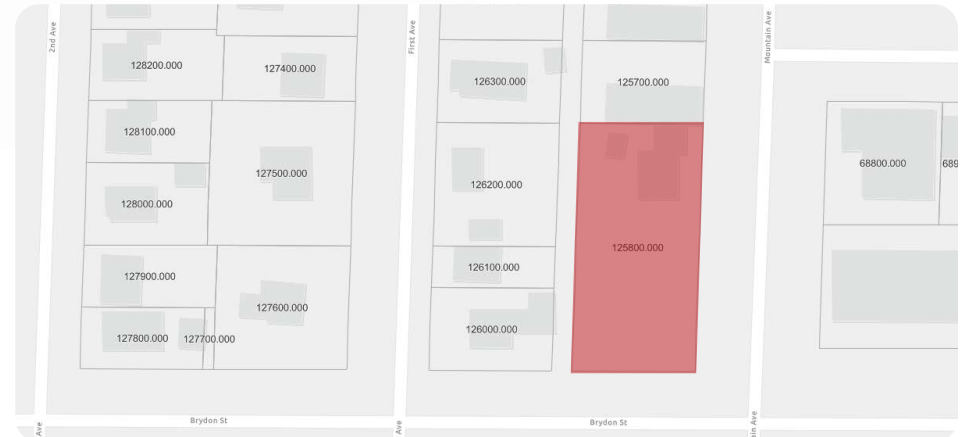 2nd Ave
First Ave
Mountain Ave
128200.000
127400.000
126300.000
125700.000
128100.000
127500.000
126200.000
68800.000
689
128000.000
125800.000
127900.000
126100.000
127600.000
126000.000
127800.000
127700.000
Brydon St
Brydon St
Ave
Ave
in Ave